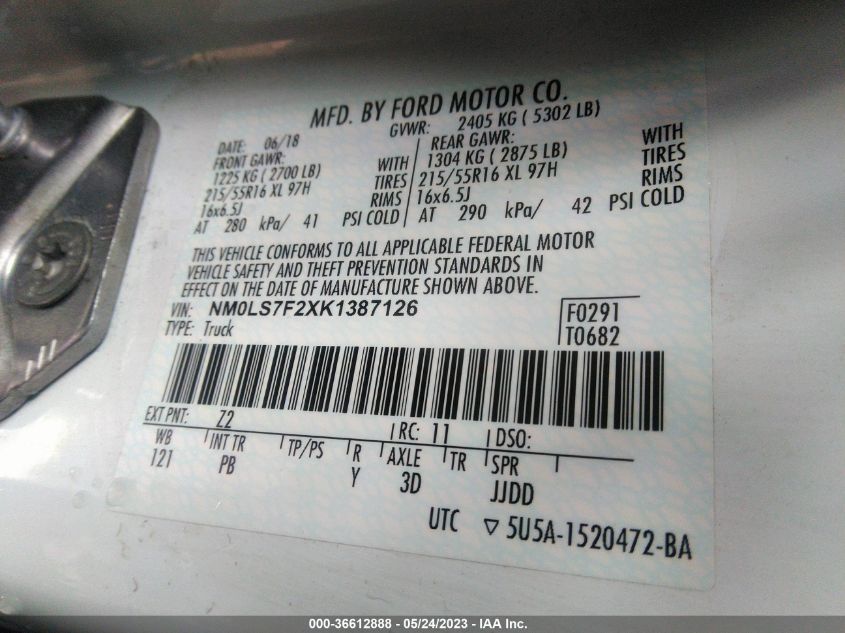 MFD. BY FORD MOTOR CO.
DATE: 06/18 GVWR: 2405 KG ( 5302 LB)
FRONT GAWR: REAR GAWR:
1225 KG ( 2700 LB) WITH 1304 KG ( 2875 LB) WITH
215/55R16 XL 97H TIRES 215/55R16 XL 97H TIRES
16x6.5J RIMS 16x6.5J RIMS
AT 280 kPa/ 41 PSI COLD AT 290 kPa/ 42 PSI COLD
THIS VEHICLE CONFORMS TO ALL APPLICABLE FEDERAL MOTOR
VEHICLE SAFETY AND THEFT PREVENTION STANDARDS IN
EFFECT ON THE DATE OF MANUFACTURE SHOWN ABOVE.
VIN: NM0LS7F2XK1387126 F0291
TYPE: Truck T0682
EXT PNT: Z2 RC: 11 DSO:
WB INT TR TP/PS R AXLE TR SPR
121 PB Y 3D JJDD
UTC ▽ 5U5A-1520472-BA
000-36612888 - 05/24/2023 - IAA Inc.